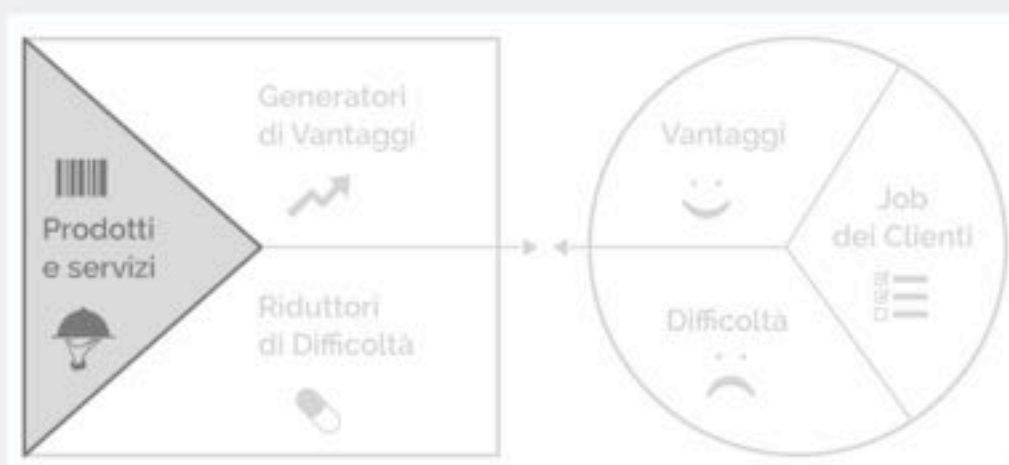 Generatori
di Vantaggi
Prodotti
e servizi
Riduttori
di Difficoltà
Vantaggi
Job
dei Clienti
Difficoltà